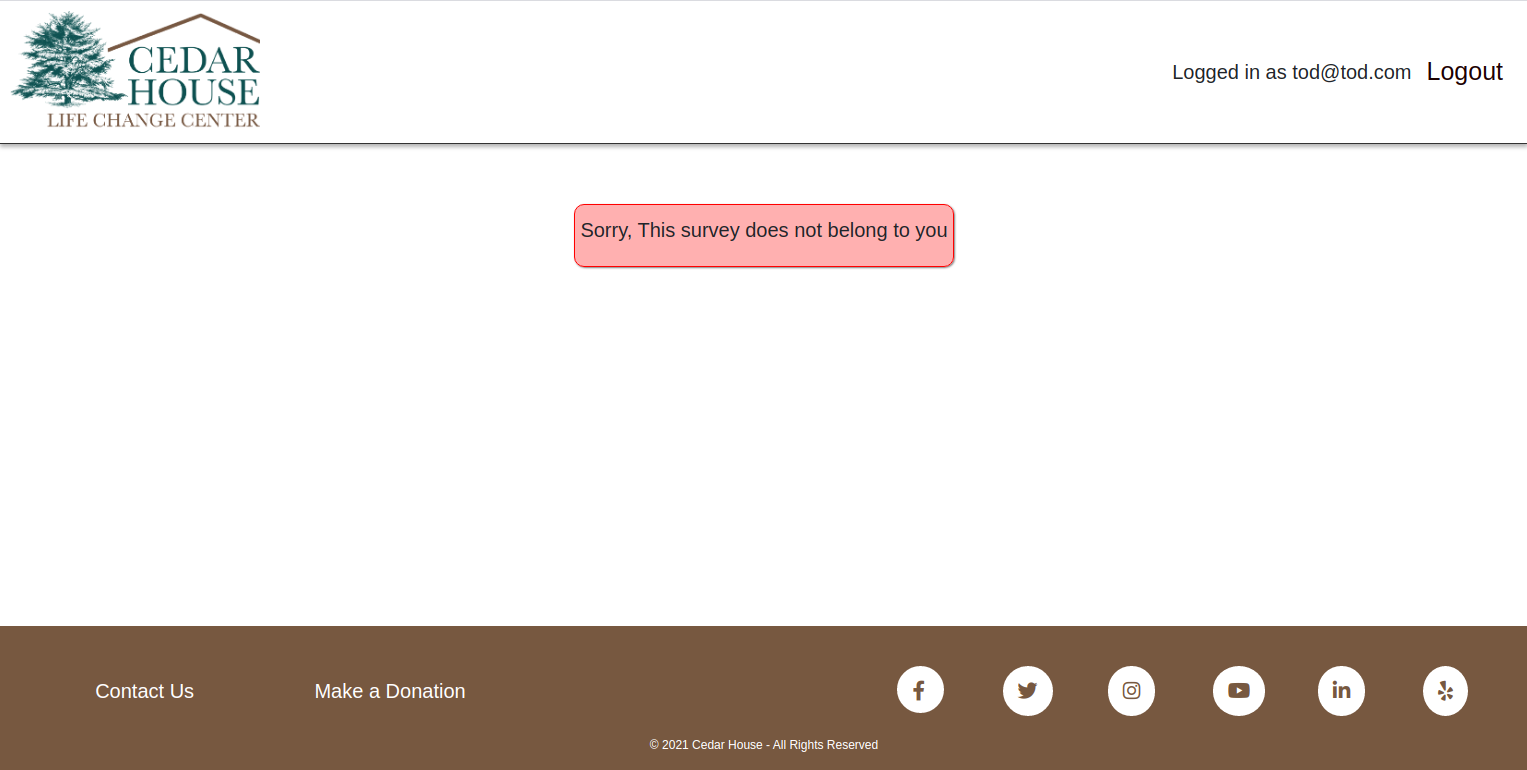 CEDAR
HOUSE
LIFE CHANGE CENTER
Logged in as tod@tod.com Logout
Sorry, This survey does not belong to you
Contact Us Make a Donation
© 2021 Cedar House - All Rights Reserved